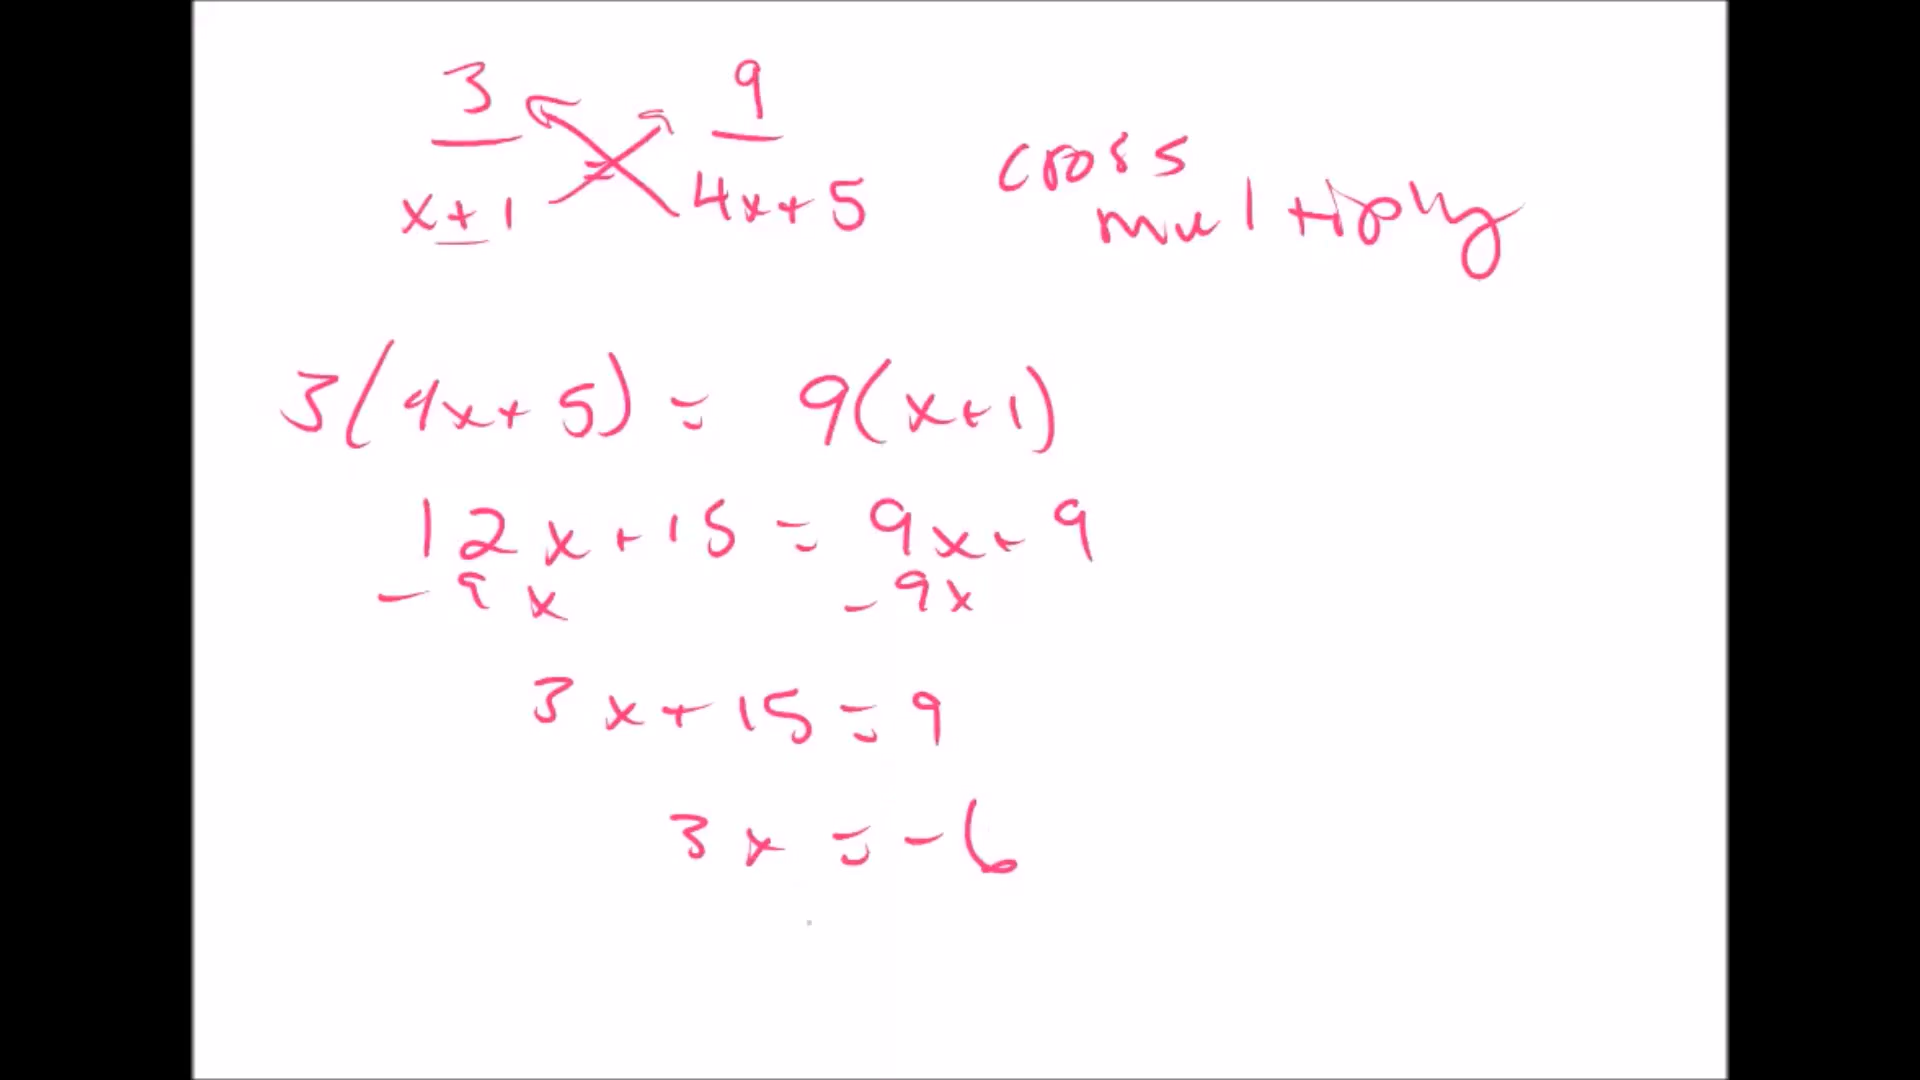 3 9
= cross
x+1 4x+5 multiply
3(4x+5) = 9(x+1)
12x+15 = 9x+9
-9x -9x
3x+15=9
3x = -6